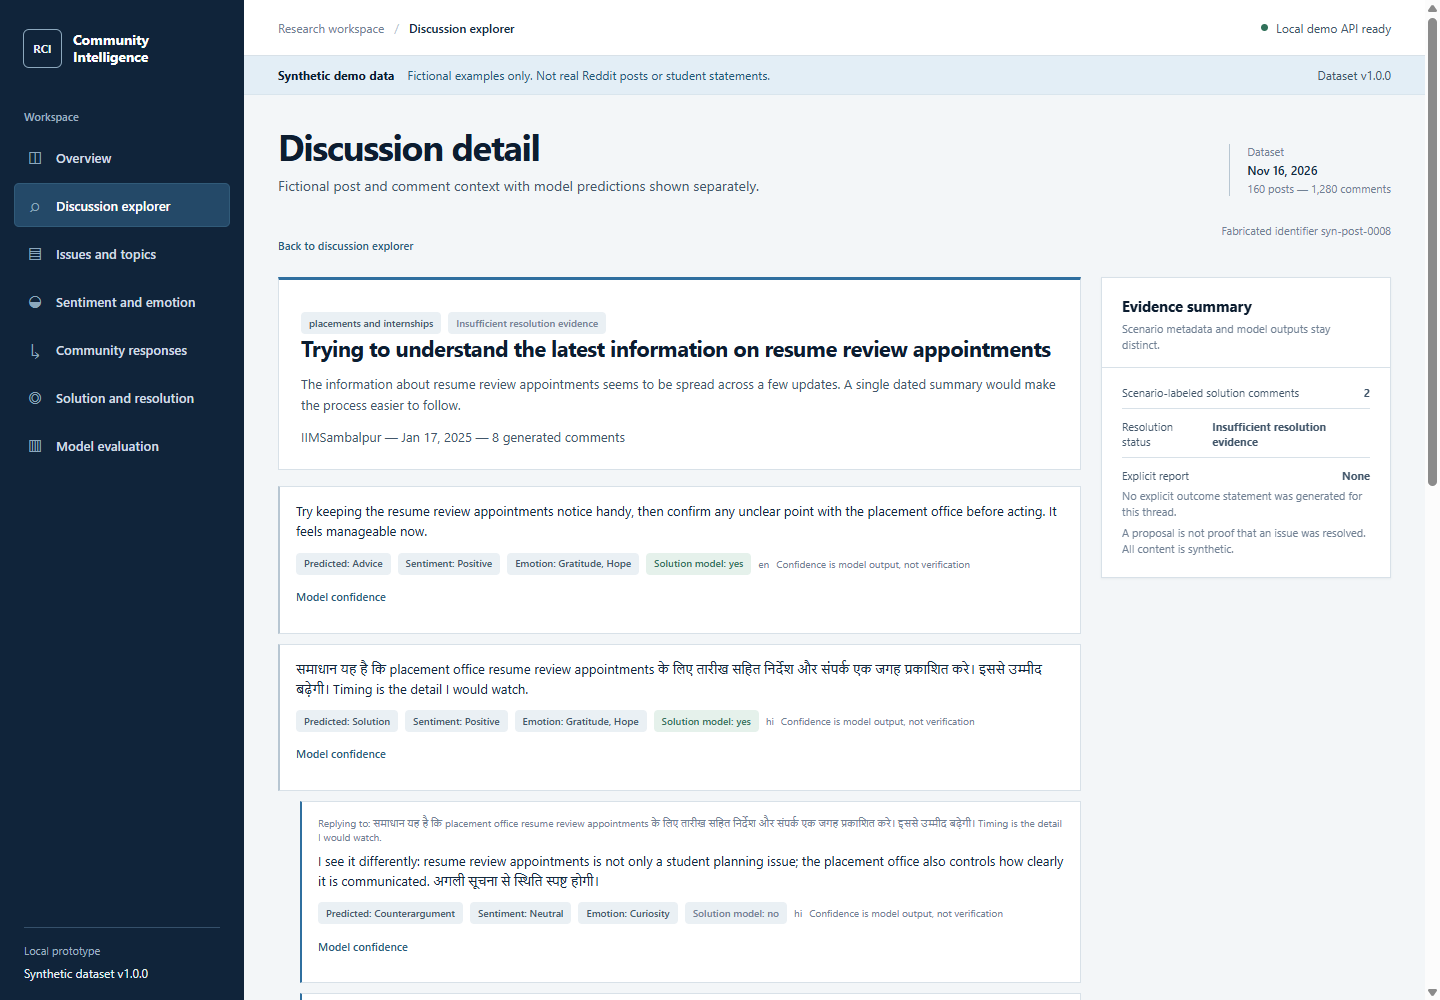 RCI
Community
Intelligence
Workspace
Overview
Discussion explorer
Issues and topics
Sentiment and emotion
Community responses
Solution and resolution
Model evaluation
Local prototype
Synthetic dataset v1.0.0
Research workspace / Discussion explorer
Local demo API ready
Synthetic demo data Fictional examples only. Not real Reddit posts or student statements.
Dataset v1.0.0
Discussion detail
Fictional post and comment context with model predictions shown separately.
Dataset
Nov 16, 2026
160 posts — 1,280 comments
Back to discussion explorer
Fabricated identifier syn-post-0008
placements and internships Insufficient resolution evidence
Trying to understand the latest information on resume review appointments
The information about resume review appointments seems to be spread across a few updates. A single dated summary would make
the process easier to follow.
IIMSambalpur — Jan 17, 2025 — 8 generated comments
Try keeping the resume review appointments notice handy, then confirm any unclear point with the placement office before acting. It
feels manageable now.
Predicted: Advice Sentiment: Positive Emotion: Gratitude, Hope Solution model: yes en Confidence is model output, not verification
Model confidence
समाधान यह है कि placement office resume review appointments के लिए तारीख सहित निर्देश और संपर्क एक जगह प्रकाशित करे। इससे उम्मीद
बढ़ेगी। Timing is the detail I would watch.
Predicted: Solution Sentiment: Positive Emotion: Gratitude, Hope Solution model: yes hi Confidence is model output, not verification
Model confidence
Replying to: समाधान यह है कि placement office resume review appointments के लिए तारीख सहित निर्देश और संपर्क एक जगह प्रकाशित करे। इससे उम्मीद बढ़ेगी। Timing is the detail
I would watch.
I see it differently: resume review appointments is not only a student planning issue; the placement office also controls how clearly
it is communicated. अगली सूचना से स्थिति स्पष्ट होगी।
Predicted: Counterargument Sentiment: Neutral Emotion: Curiosity Solution model: no hi Confidence is model output, not verification
Model confidence
Evidence summary
Scenario metadata and model outputs stay
distinct.
Scenario-labeled solution comments 2
Resolution
status
Insufficient resolution
evidence
Explicit report None
No explicit outcome statement was generated for
this thread.
A proposal is not proof that an issue was resolved.
All content is synthetic.